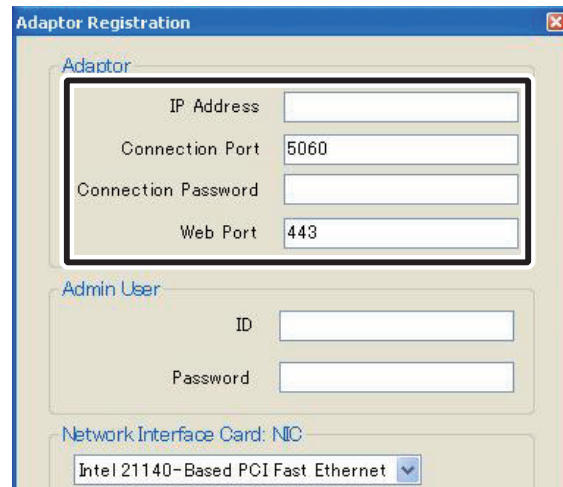 Adaptor Registration
Adaptor
IP Address
Connection Port 5060
Connection Password
Web Port 443
Admin User
ID
Password
Network Interface Card: NIC
Intel 21140-Based PCI Fast Ethernet